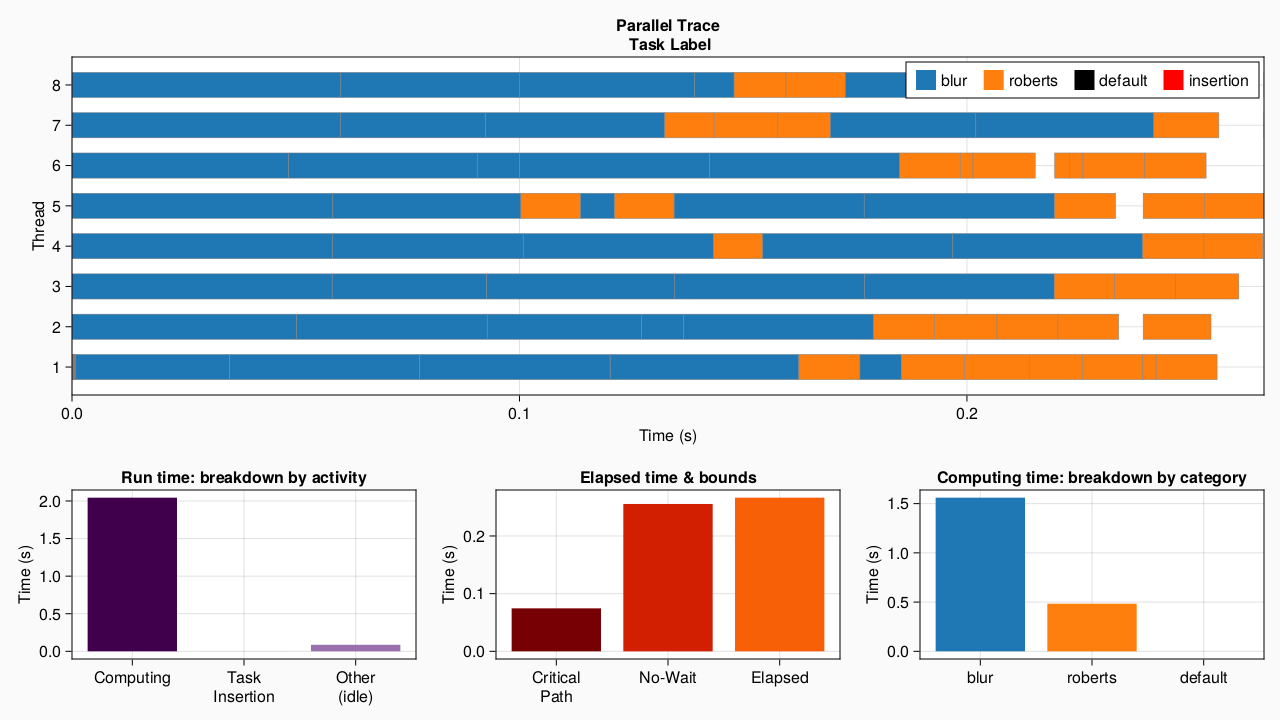 Parallel Trace
Task Label
blur roberts default insertion
Thread
8
7
6
5
4
3
2
1
0.0 0.1 0.2
Time (s)
Run time: breakdown by activity
Time (s)
2.0
1.5
1.0
0.5
0.0
Computing Task Insertion Other (idle)
Elapsed time & bounds
Time (s)
0.2
0.1
0.0
Critical Path No-Wait Elapsed
Computing time: breakdown by category
Time (s)
1.5
1.0
0.5
0.0
blur roberts default